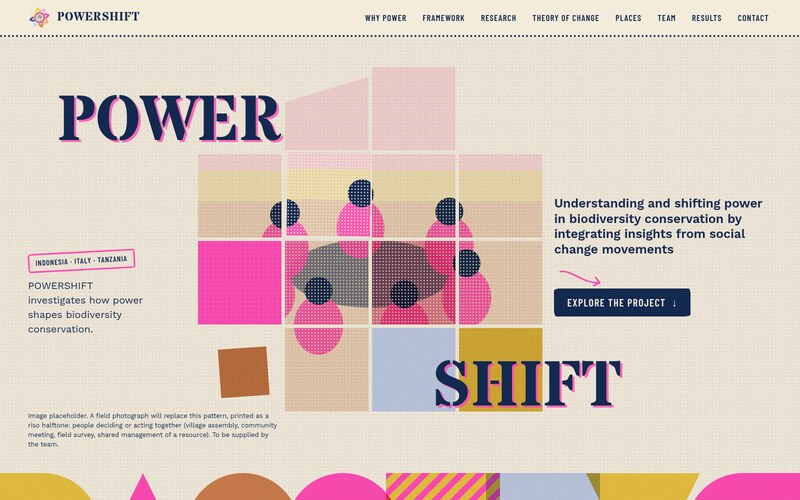 POWERSHIFT
WHY POWER
FRAMEWORK
RESEARCH
THEORY OF CHANGE
PLACES
TEAM
RESULTS
CONTACT
POWER
Understanding and shifting power
in biodiversity conservation by
integrating insights from social
change movements
INDONESIA · ITALY · TANZANIA
POWERSHIFT
investigates how power
shapes biodiversity
conservation.
EXPLORE THE PROJECT ↓
SHIFT
Image placeholder. A field photograph will replace this pattern, printed as a
riso halftone: people deciding or acting together (village assembly, community
meeting, field survey, shared management of a resource). To be supplied by
the team.